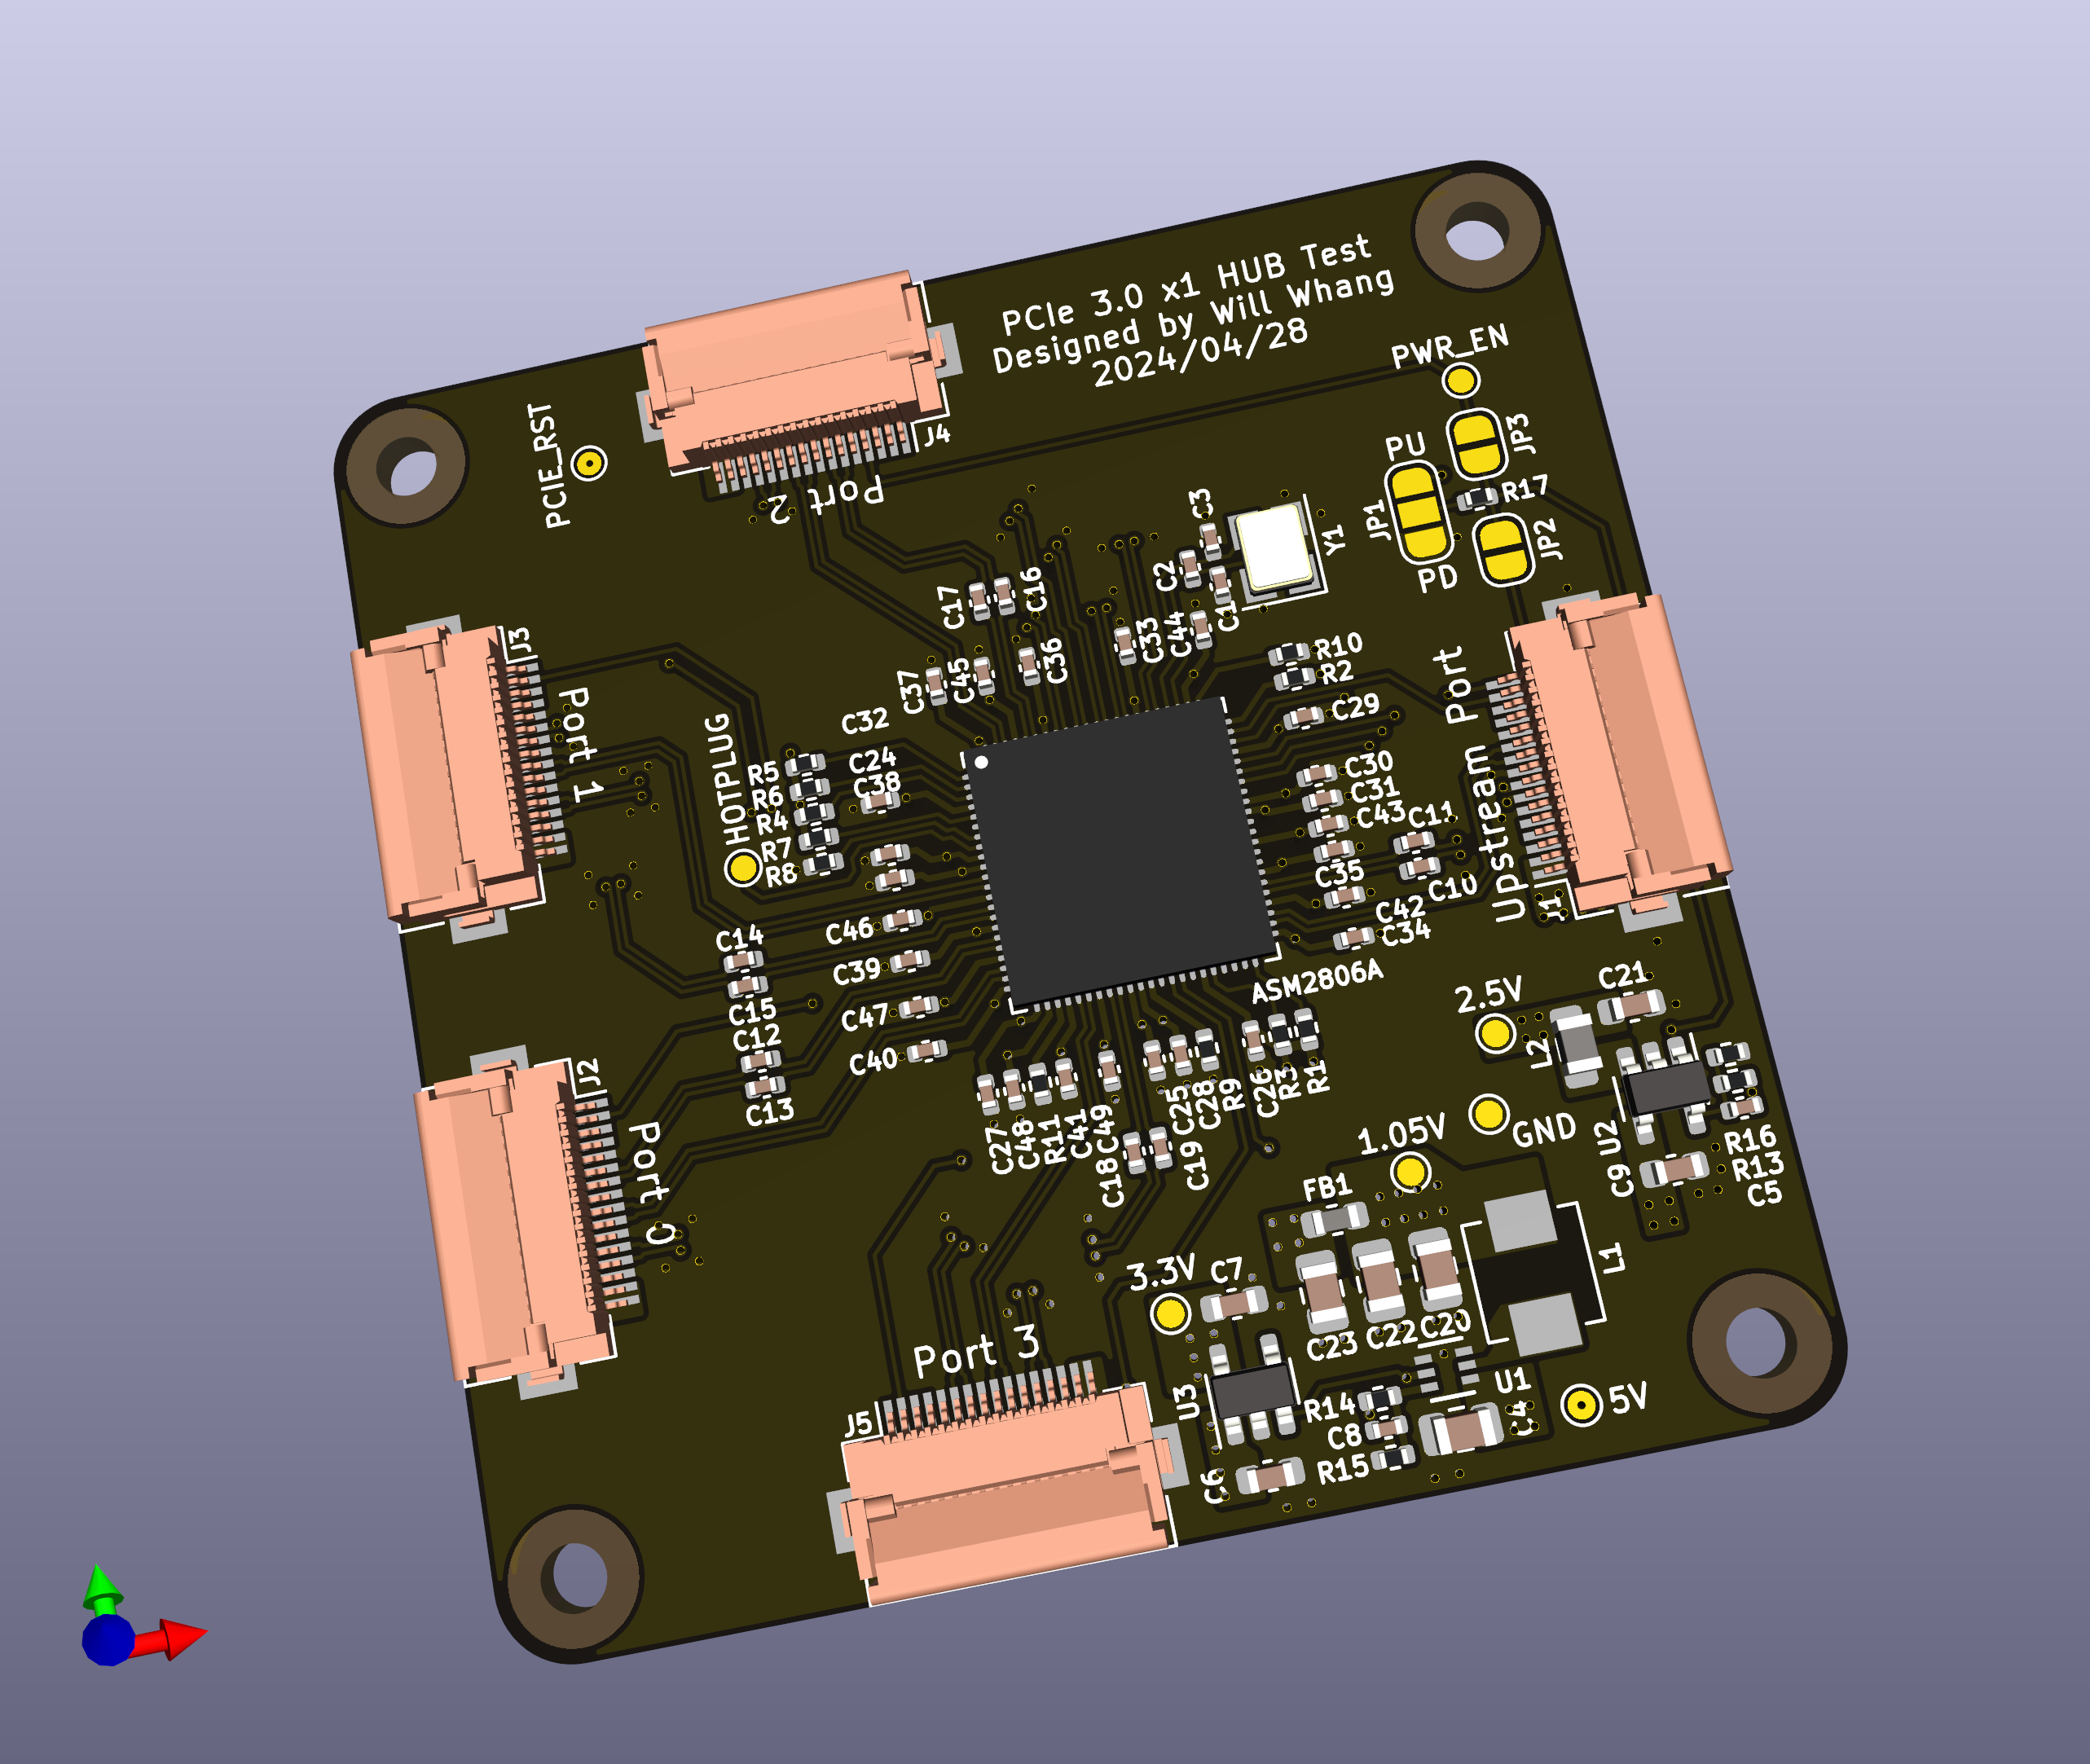 PCIe 3.0 x1 HUB Test
Designed by Will Whang
2024/04/28
PWR_EN
PCIE_RST
J4
Port 2
PU
JP3
JP1
R17
JP2
PD
C3
Y1
C2
C1
C17
C16
C33
C44
C36
C45
C37
R10
R2
C29
J3
Port 1
HOTPLUG
C32
C24
C38
R5
R6
R4
R7
R8
C30
C31
C43
C11
C35
C10
C42
C34
Upstream Port
J1
C46
C14
C39
C15
C47
C12
C40
C13
ASM2806A
2.5V
C21
L2
GND
U2
C9
R16
R13
C5
J2
Port 0
C27
C48
R11
C41
C49
C18
C19
C25
C28
R9
C26
R3
R1
1.05V
FB1
L1
3.3V
C7
C23
C22
C20
Port 3
J5
U3
R14
C8
R15
U1
C4
5V
C6